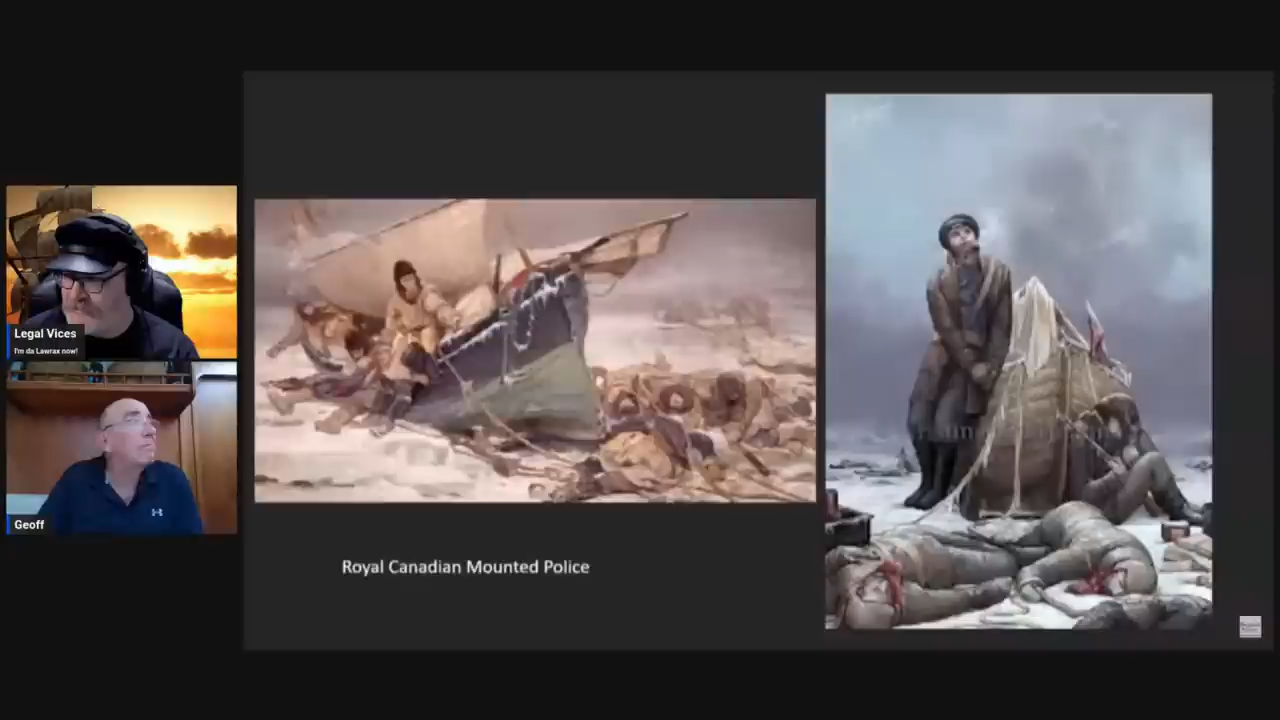 Legal Vices
I'm da Lawrax now!
Geoff
Royal Canadian Mounted Police